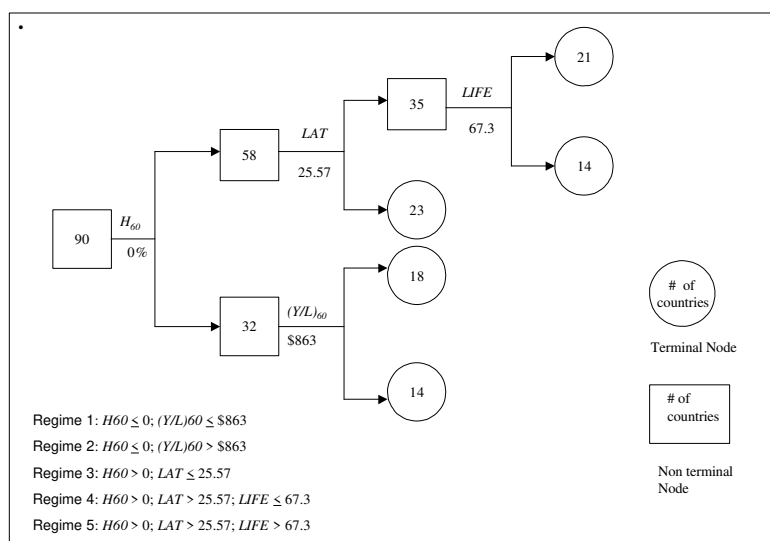 21
35
LIFE
67.3
58
LAT
25.57
14
23
90
H60
0%
18
32
(Y/L)60
$863
14
# of
countries
Terminal Node
# of
countries
Non terminal
Node
Regime 1: H60 ≤ 0; (Y/L)60 ≤ $863
Regime 2: H60 ≤ 0; (Y/L)60 > $863
Regime 3: H60 > 0; LAT ≤ 25.57
Regime 4: H60 > 0; LAT > 25.57; LIFE ≤ 67.3
Regime 5: H60 > 0; LAT > 25.57; LIFE > 67.3